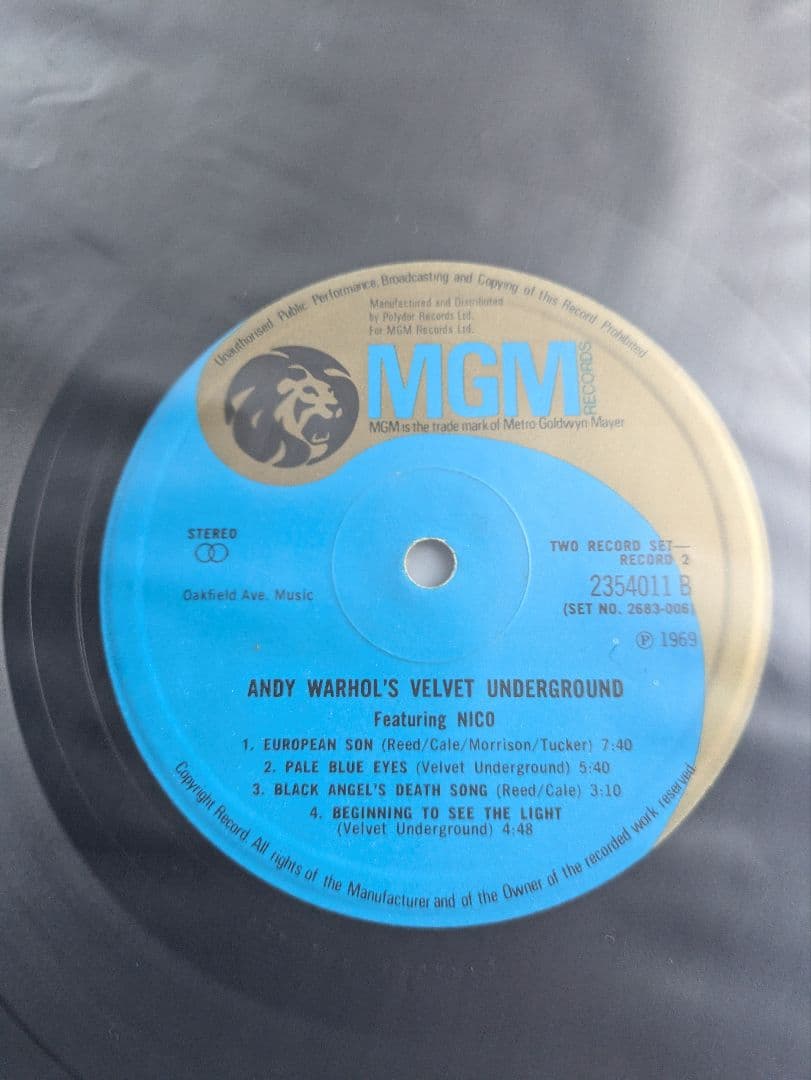 Unauthorised Public Performance, Broadcasting and Copying of this Record Prohibited
Manufactured and Distributed
by Polydor Records Ltd.
For MGM Records Ltd.
MGM
RECORDS
MGM is the trade mark of Metro-Goldwyn-Mayer
STEREO
Oakfield Ave. Music
TWO RECORD SET—
RECORD 2
2354011 B
(SET NO. 2683-006)
Ⓟ 1969
ANDY WARHOL'S VELVET UNDERGROUND
Featuring NICO
1. EUROPEAN SON (Reed/Cale/Morrison/Tucker) 7:40
2. PALE BLUE EYES (Velvet Underground) 5:40
3. BLACK ANGEL'S DEATH SONG (Reed/Cale) 3:10
4. BEGINNING TO SEE THE LIGHT
(Velvet Underground) 4:48
Copyright Record. All rights of the Manufacturer and of the Owner of the recorded work reserved.